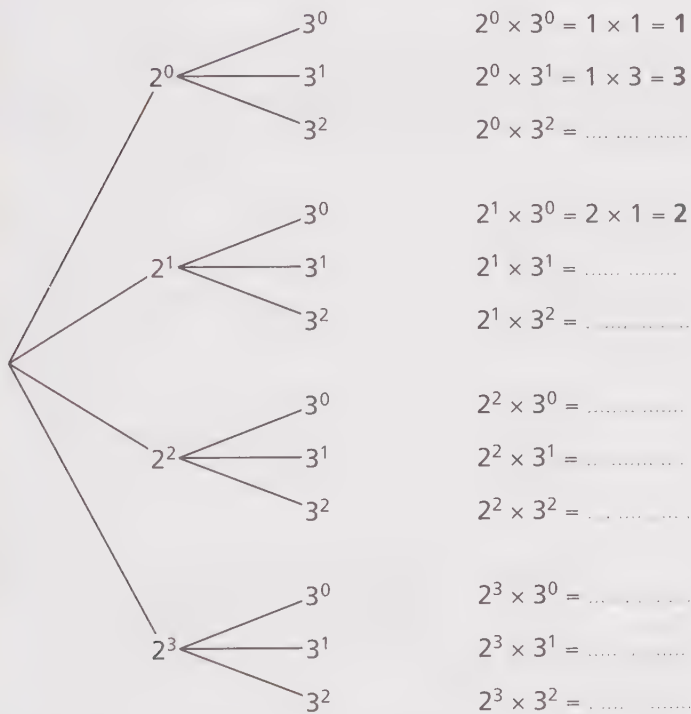 3⁰ 2⁰ × 3⁰ = 1 × 1 = 1
2⁰ 3¹ 2⁰ × 3¹ = 1 × 3 = 3
3² 2⁰ × 3² = .... .... .......
3⁰ 2¹ × 3⁰ = 2 × 1 = 2
2¹ 3¹ 2¹ × 3¹ = ...... ........
3² 2¹ × 3² = . ..... ... .. ...
3⁰ 2² × 3⁰ = ........ .......
2² 3¹ 2² × 3¹ = .. ........ .. .
3² 2² × 3² = . . ..... ... .
3⁰ 2³ × 3⁰ = ... . . . ....
2³ 3¹ 2³ × 3¹ = ..... . ......
3² 2³ × 3² = . ..... .......